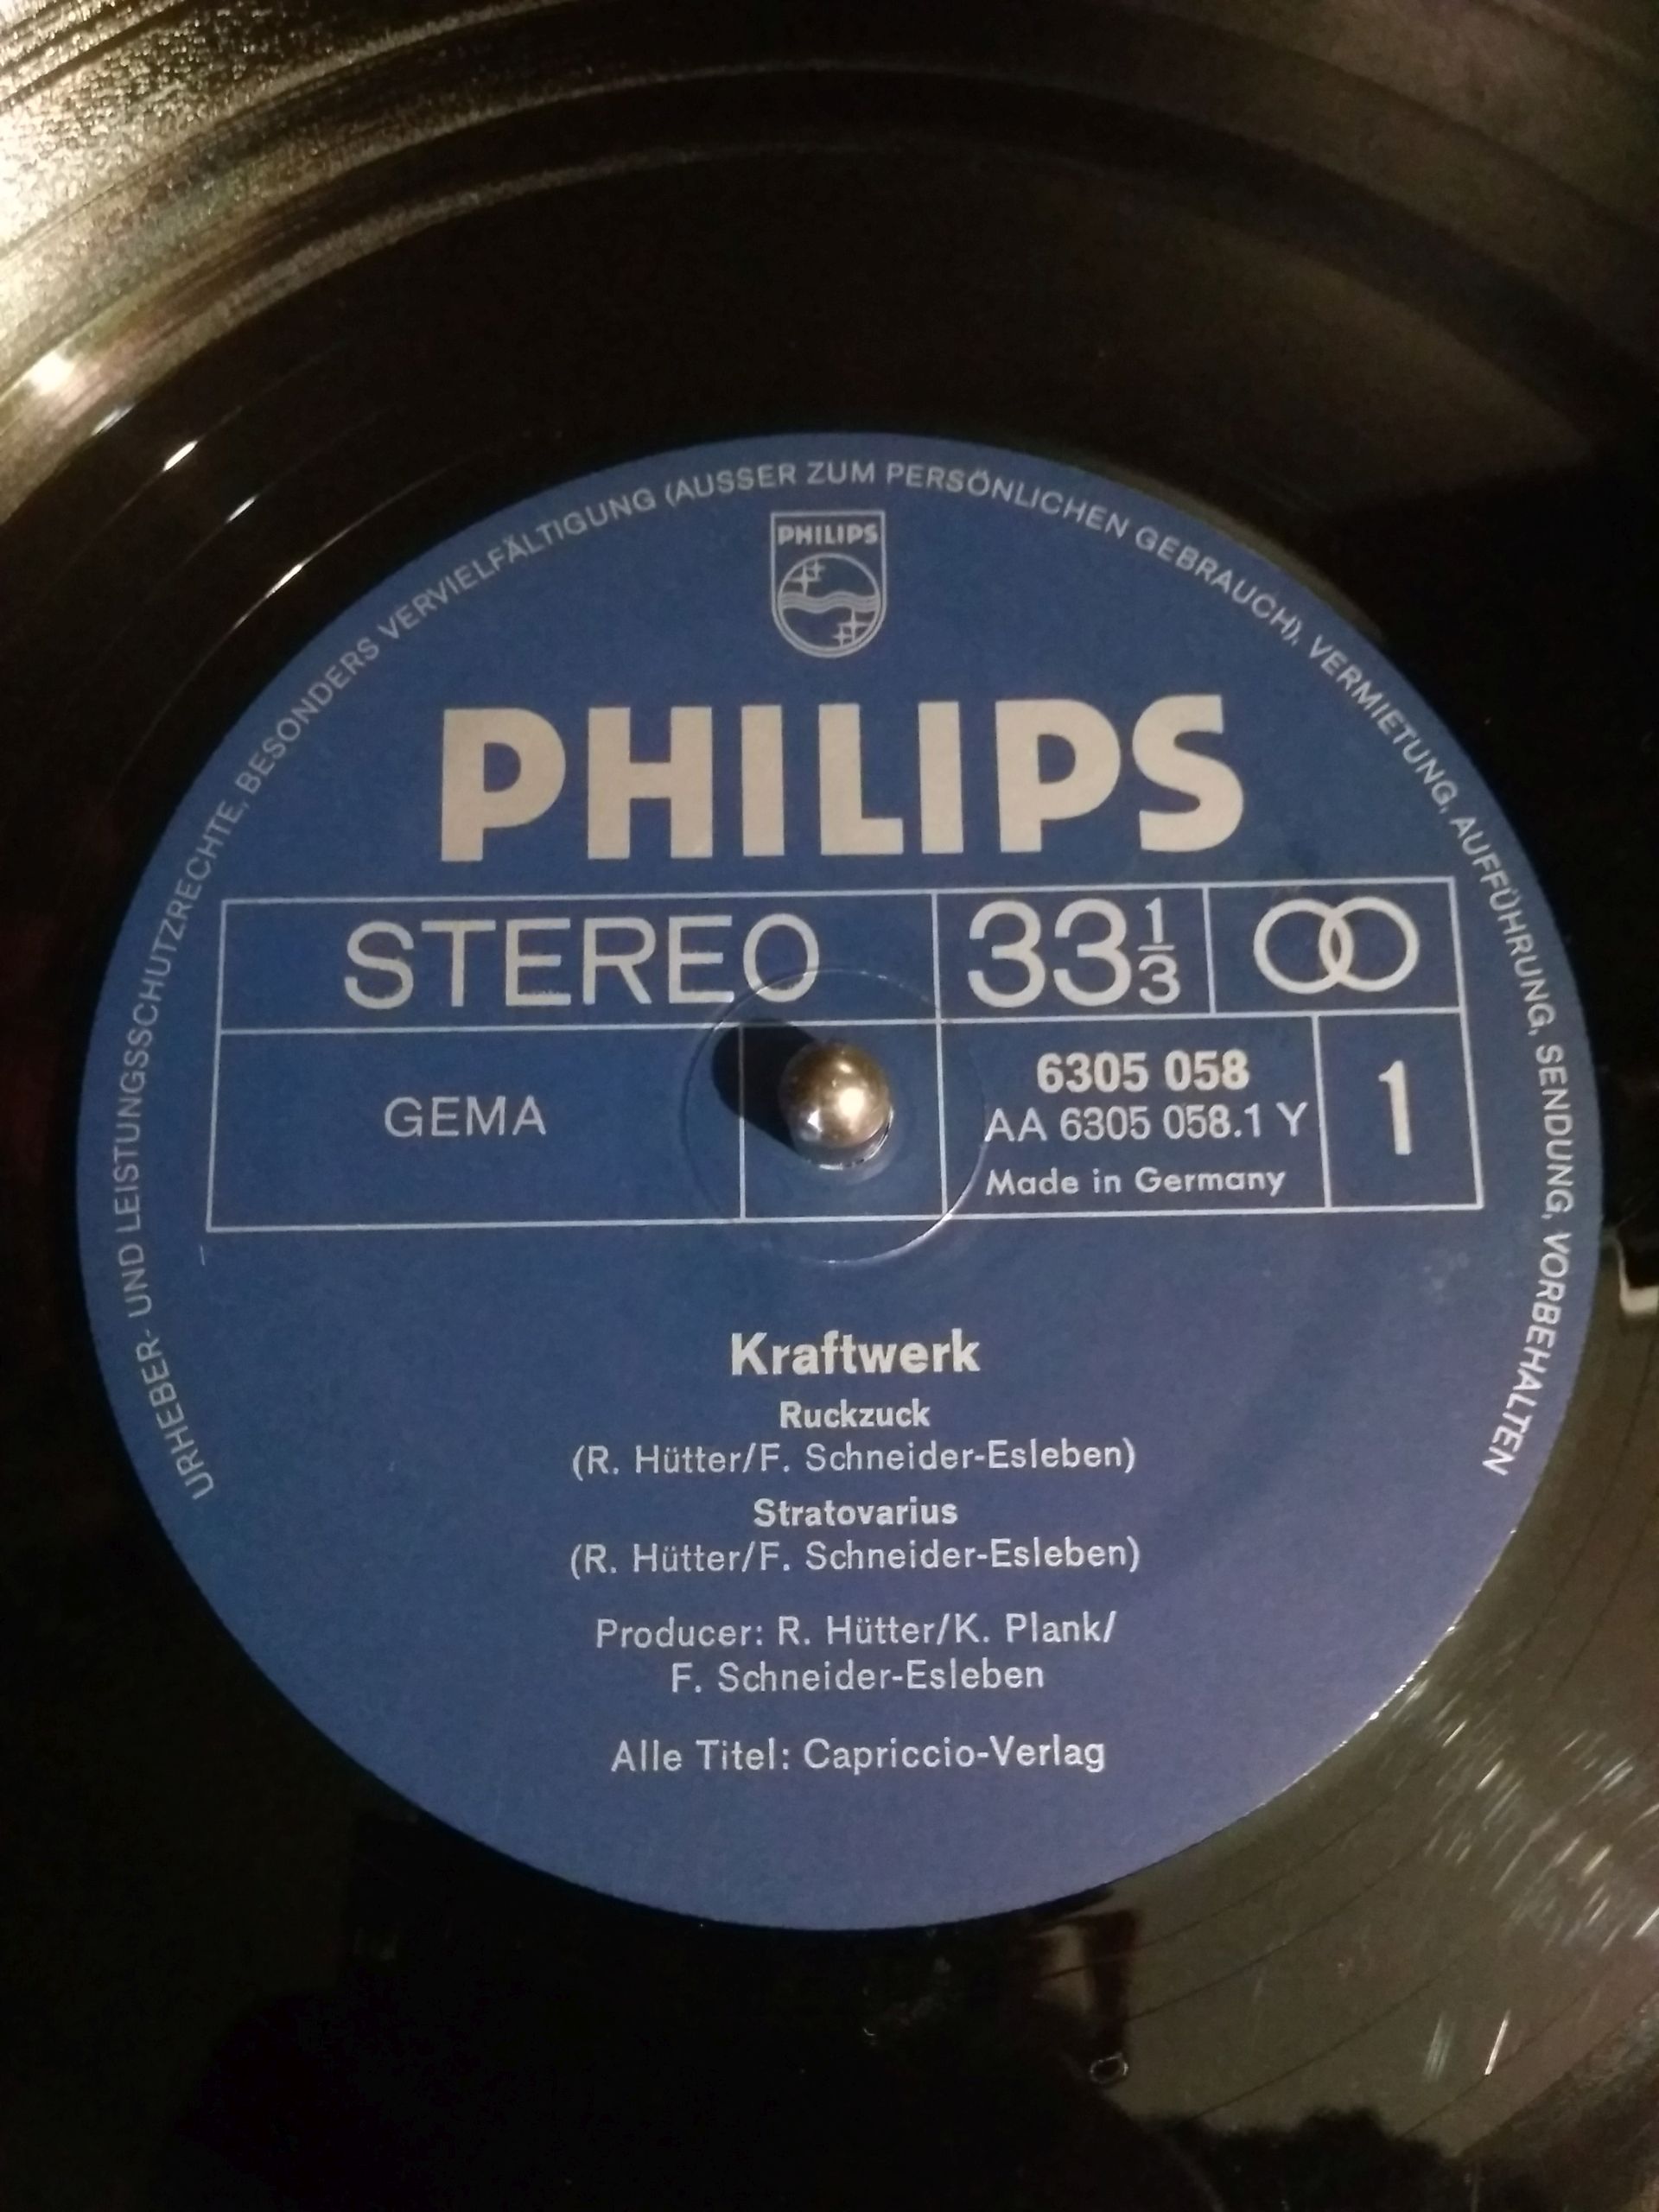 URHEBER- UND LEISTUNGSSCHUTZRECHTE, BESONDERS VERVIELFÄLTIGUNG (AUSSER ZUM PERSÖNLICHEN GEBRAUCH), VERMIETUNG, AUFFÜHRUNG, SENDUNG, VORBEHALTEN
PHILIPS
PHILIPS
STEREO 33 1/3
GEMA
6305 058
AA 6305 058.1 Y
Made in Germany
1
Kraftwerk
Ruckzuck
(R. Hütter/F. Schneider-Esleben)
Stratovarius
(R. Hütter/F. Schneider-Esleben)
Producer: R. Hütter/K. Plank/
F. Schneider-Esleben
Alle Titel: Capriccio-Verlag